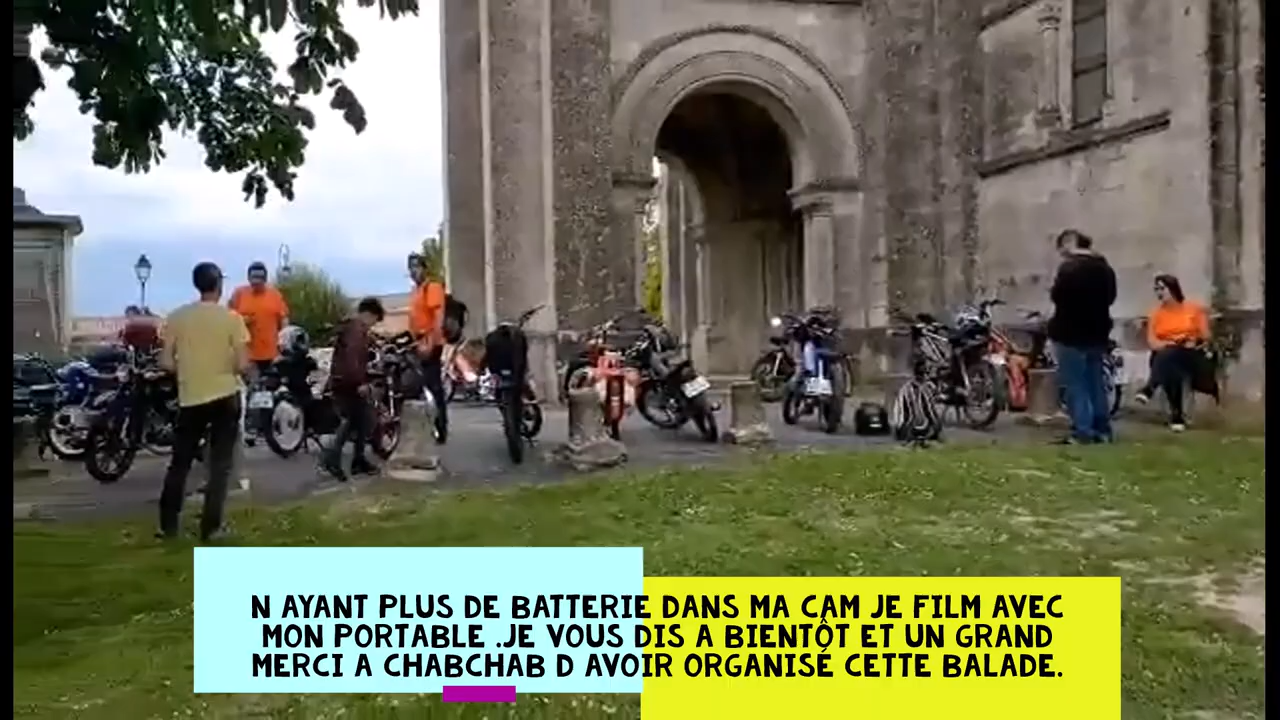 N AYANT PLUS DE BATTERIE DANS MA CAM JE FILM AVEC
MON PORTABLE .JE VOUS DIS A BIENTÔT ET UN GRAND
MERCI A CHABCHAB D AVOIR ORGANISÉ CETTE BALADE.